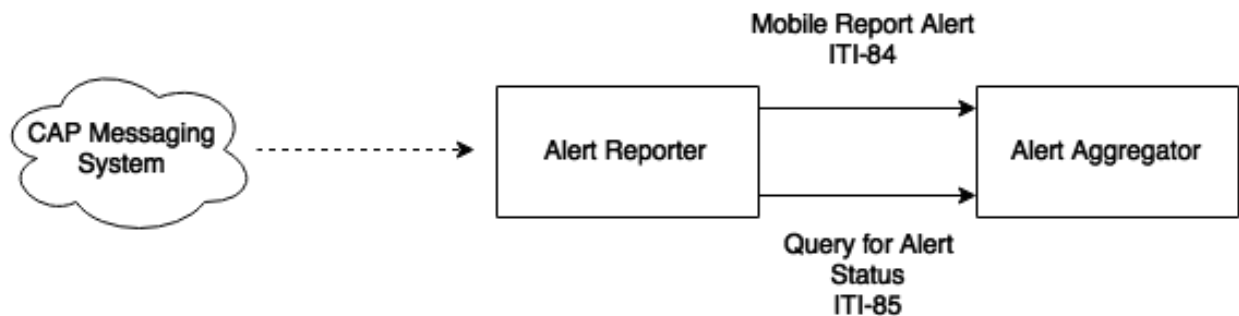 Mobile Report Alert
ITI-84
CAP Messaging
System
Alert Reporter
Alert Aggregator
Query for Alert
Status
ITI-85